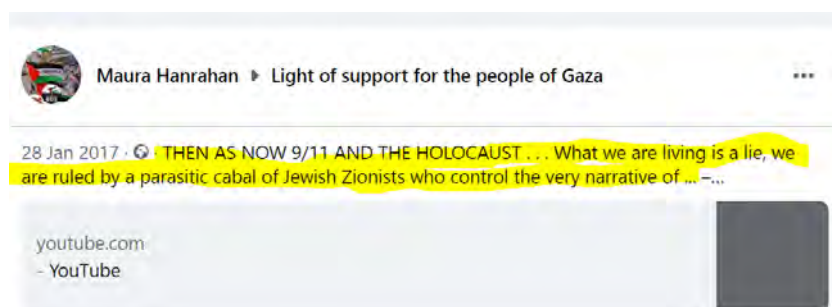 Maura Hanrahan ▸ Light of support for the people of Gaza
28 Jan 2017 · THEN AS NOW 9/11 AND THE HOLOCAUST . . . What we are living is a lie, we
are ruled by a parasitic cabal of Jewish Zionists who control the very narrative of ... –...
youtube.com
- YouTube